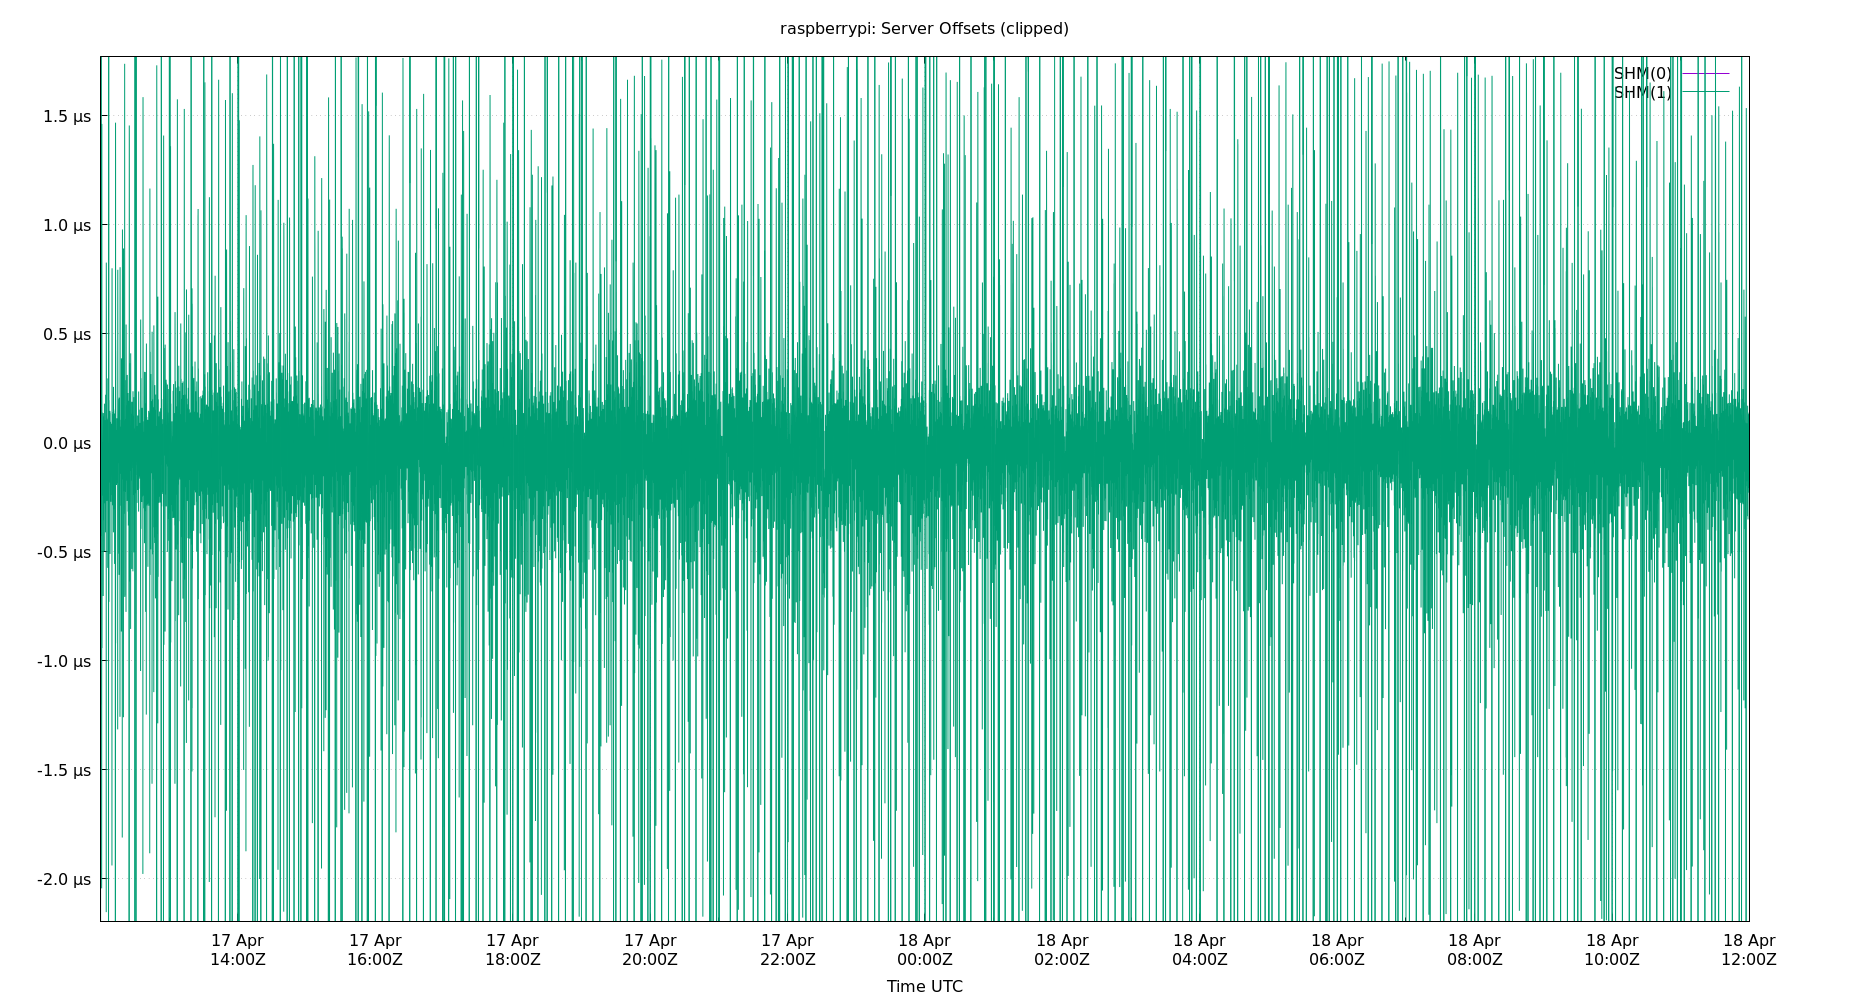 raspberrypi: Server Offsets (clipped)
SHM(0)
SHM(1)
1.5 µs
1.0 µs
0.5 µs
0.0 µs
-0.5 µs
-1.0 µs
-1.5 µs
-2.0 µs
17 Apr 17 Apr 17 Apr 17 Apr 17 Apr 18 Apr 18 Apr 18 Apr 18 Apr 18 Apr 18 Apr 18 Apr
14:00Z 16:00Z 18:00Z 20:00Z 22:00Z 00:00Z 02:00Z 04:00Z 06:00Z 08:00Z 10:00Z 12:00Z
Time UTC